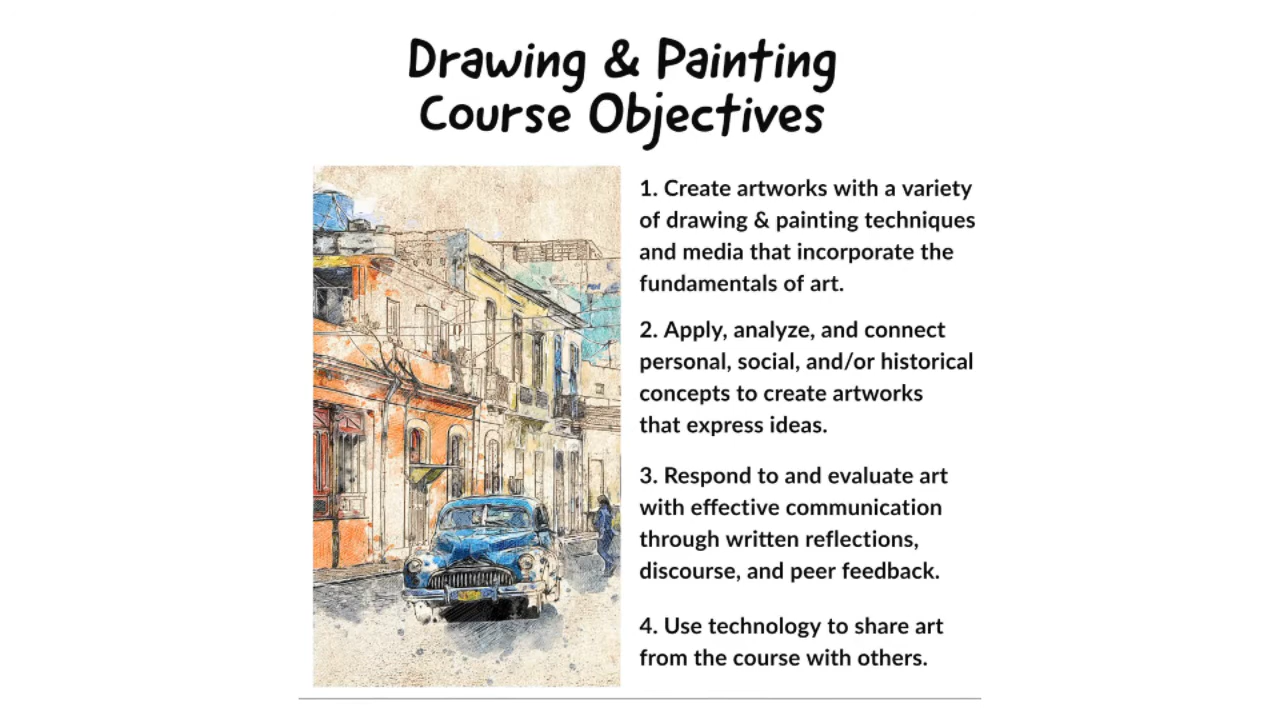 Drawing & Painting
Course Objectives
1. Create artworks with a variety
of drawing & painting techniques
and media that incorporate the
fundamentals of art.
2. Apply, analyze, and connect
personal, social, and/or historical
concepts to create artworks
that express ideas.
3. Respond to and evaluate art
with effective communication
through written reflections,
discourse, and peer feedback.
4. Use technology to share art
from the course with others.